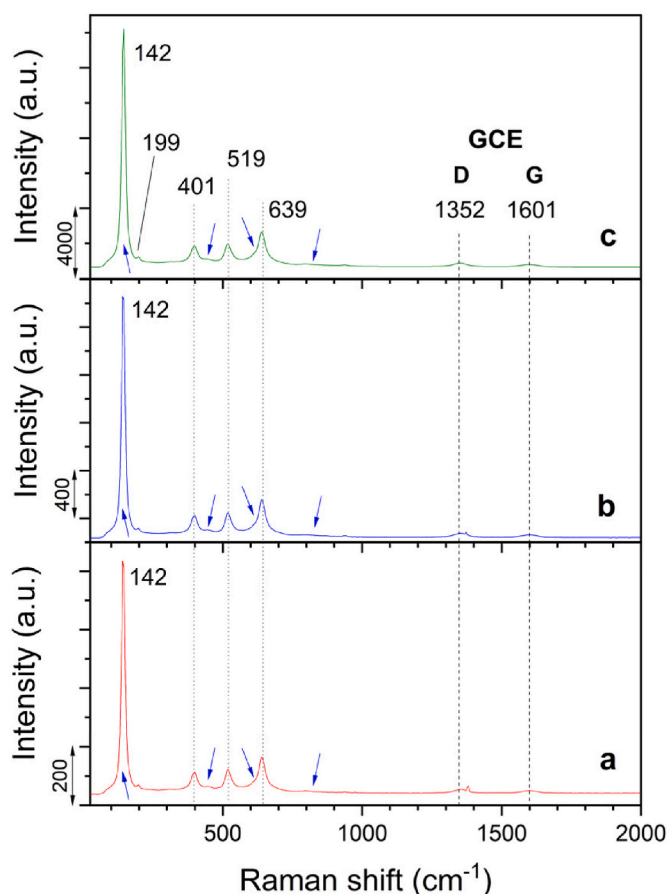 Intensity (a.u.)
142
199
401
519
639
GCE
D
G
1352
1601
4000
c
Intensity (a.u.)
142
400
b
Intensity (a.u.)
142
200
a
500
1000
1500
2000
Raman shift (cm⁻¹)